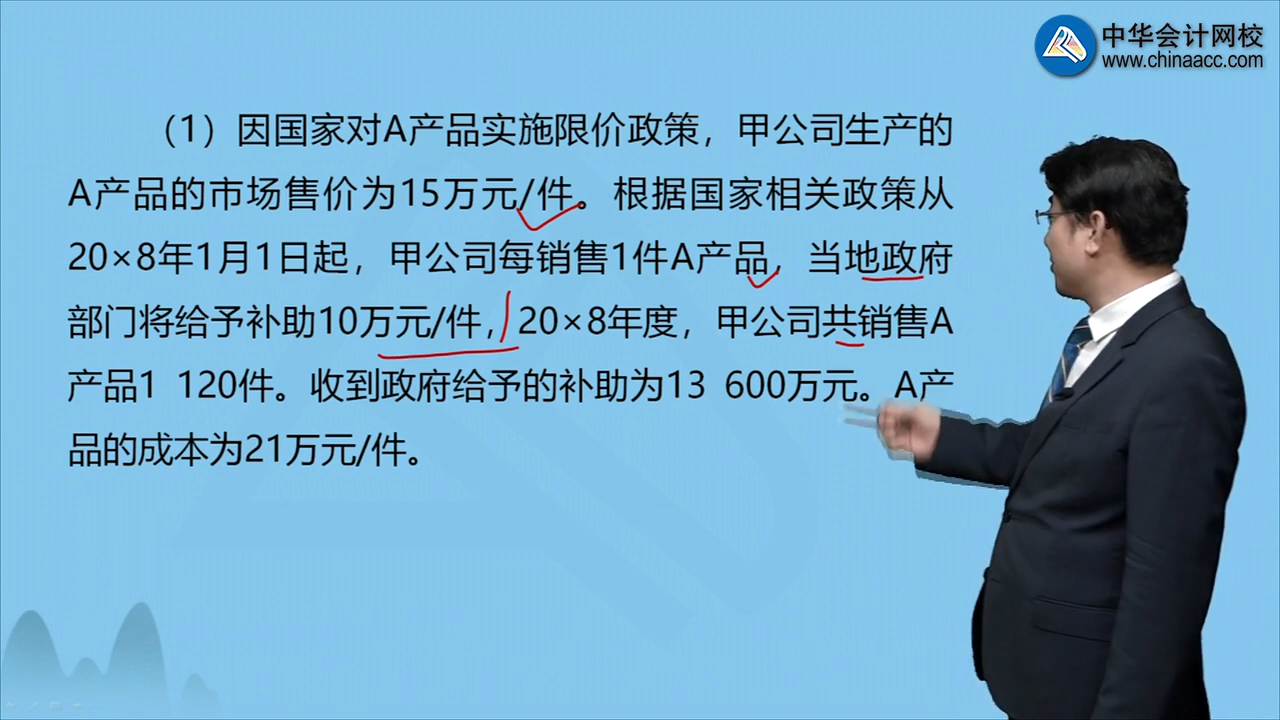 中华会计网校
www.chinaacc.com
（1）因国家对A产品实施限价政策，甲公司生产的
A产品的市场售价为15万元/件。根据国家相关政策从
20×8年1月1日起，甲公司每销售1件A产品，当地政府
部门将给予补助10万元/件，20×8年度，甲公司共销售A
产品1 120件。收到政府给予的补助为13 600万元。A产
品的成本为21万元/件。